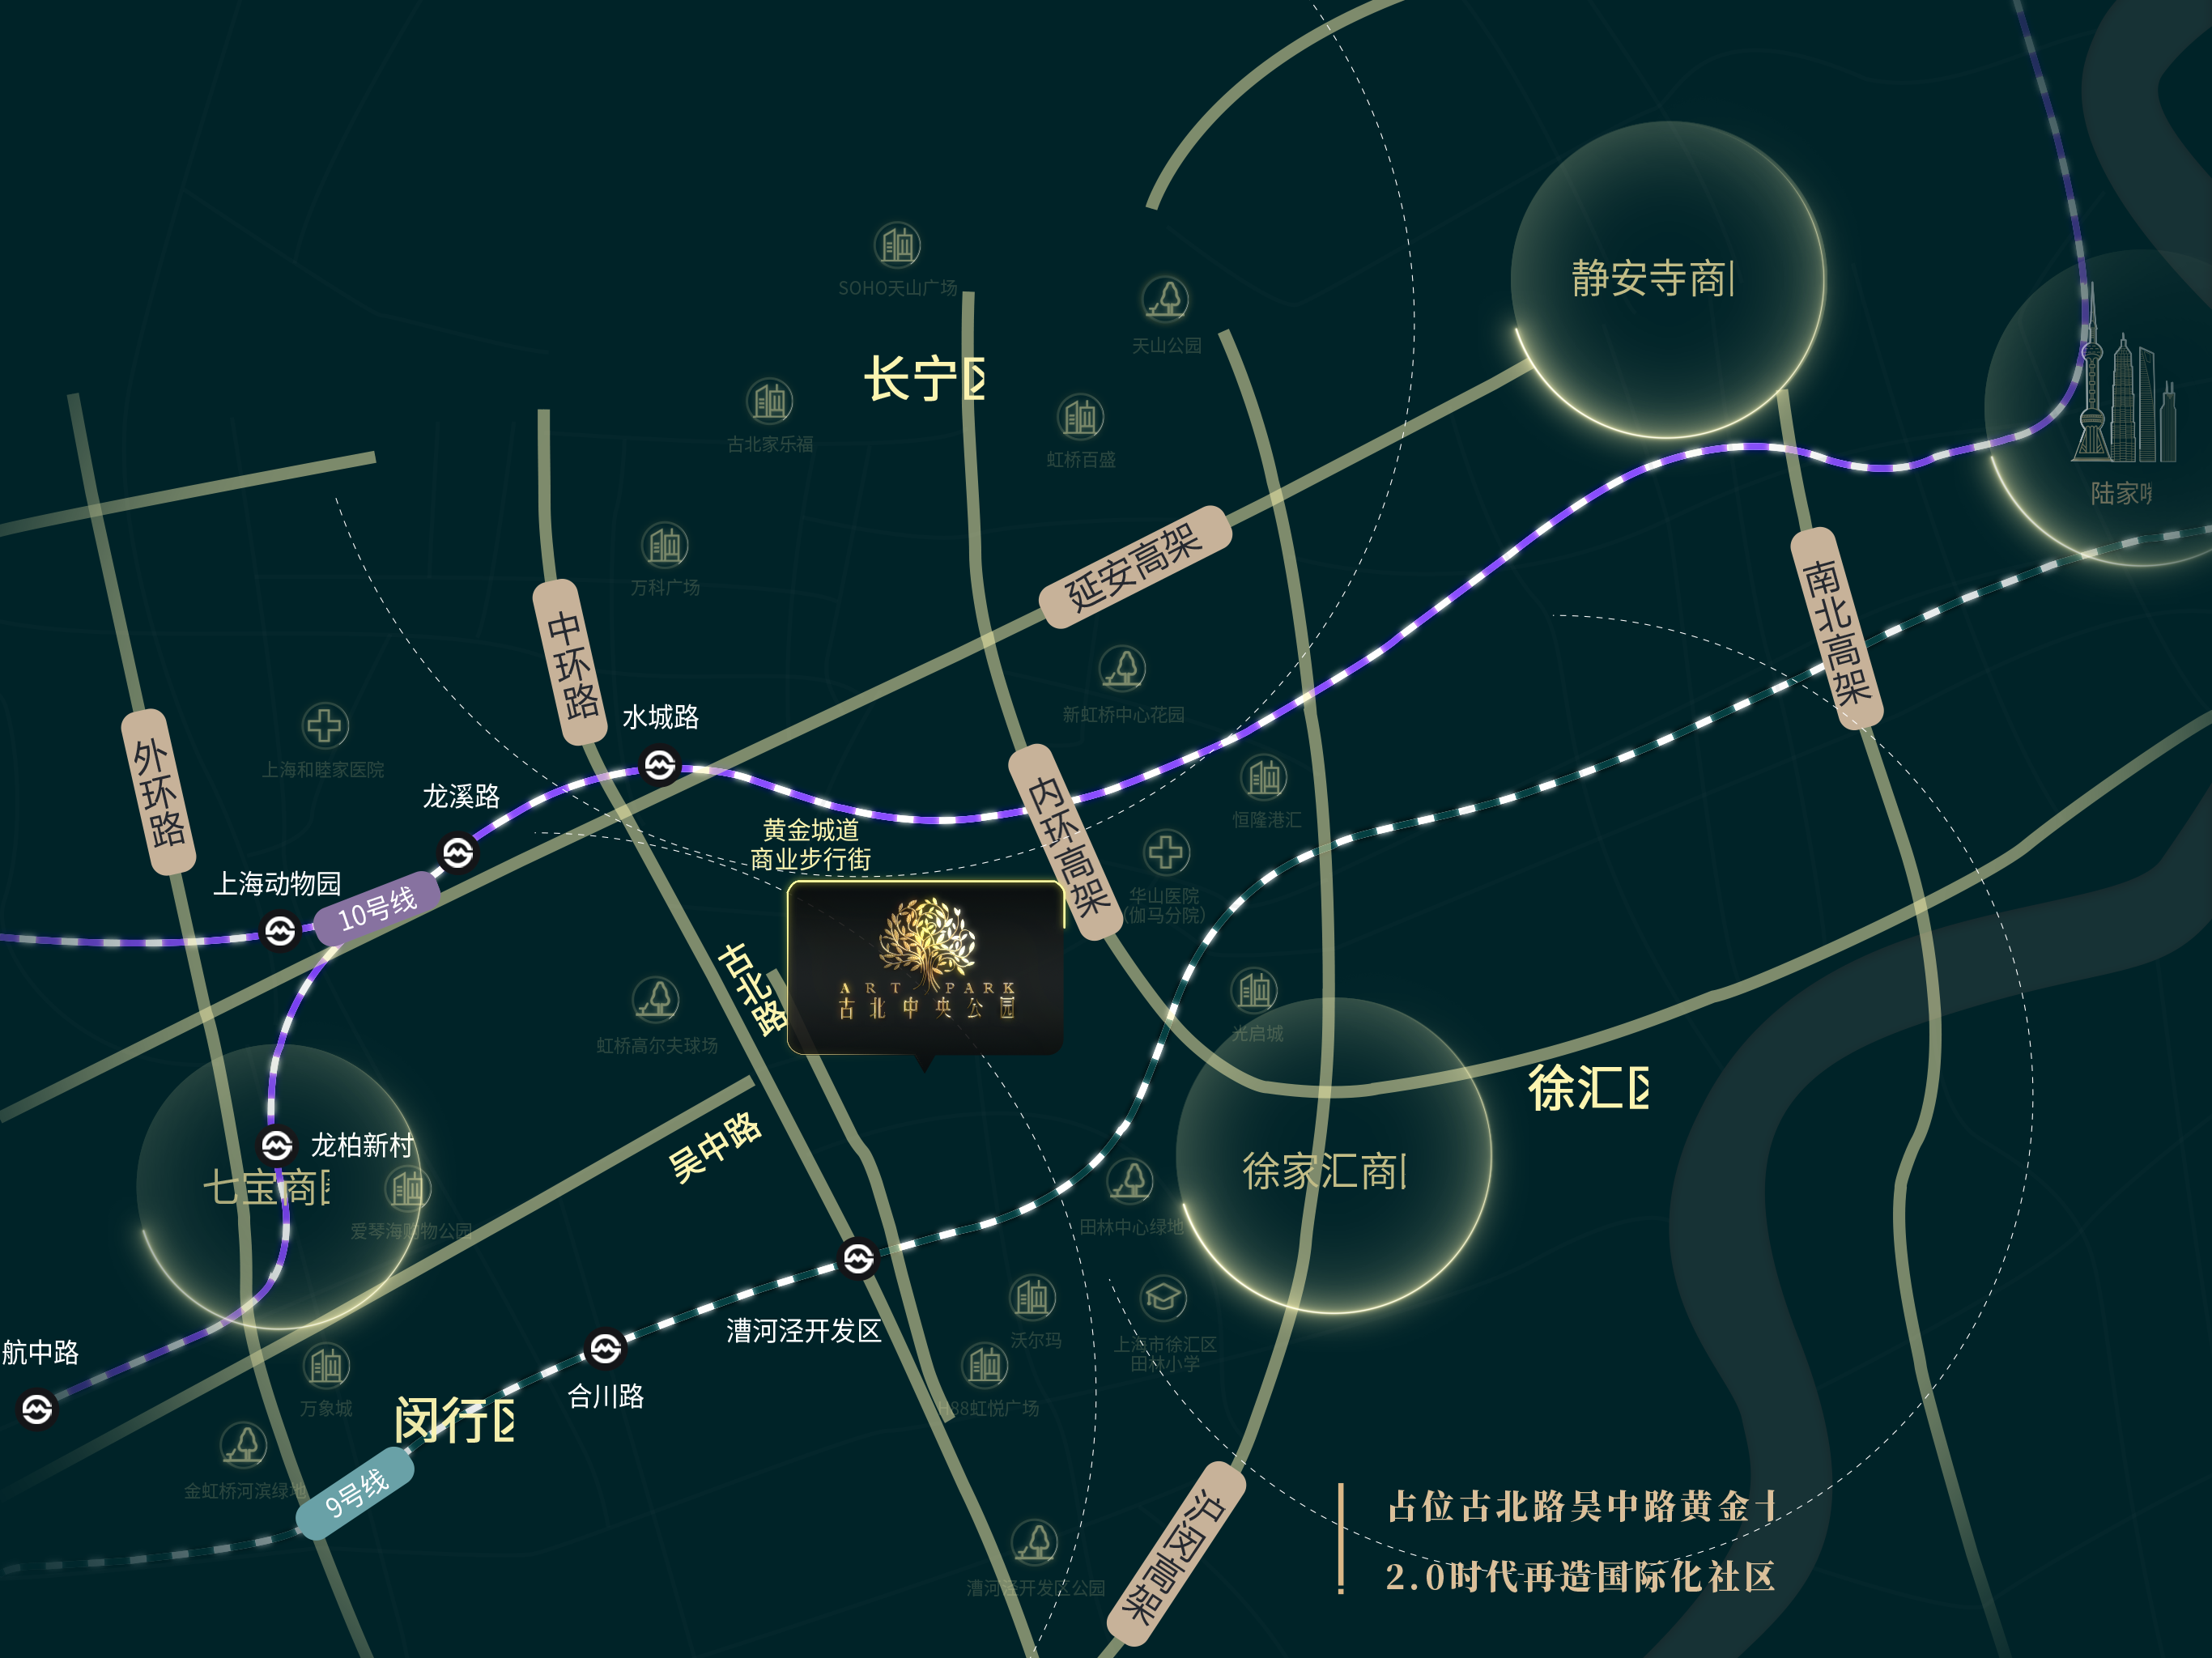 SOHO天山广场
天山公园
静安寺商
长宁区
古北家乐福
虹桥百盛
陆家
延安高架
万科广场
南北高架
中环路
新虹桥中心花园
水城路
上海和睦家医院
外环路
龙溪路
内环高架
恒隆港汇
黄金城道
商业步行街
上海动物园
10号线
华山医院
(伽马分院)
古北路
ART PARK
古北中央公园
光启城
虹桥高尔夫球场
徐汇区
吴中路
龙柏新村
七宝商
徐家汇商
爱琴海购物公园
田林中心绿地
漕河泾开发区
沃尔玛
上海市徐汇区
田林小学
航中路
合川路
万象城
闵行区
H88虹悦广场
9号线
金虹桥河滨绿地
沪闵高架
占位古北路吴中路黄金十
漕河泾开发区公园
2.0时代再造国际化社区